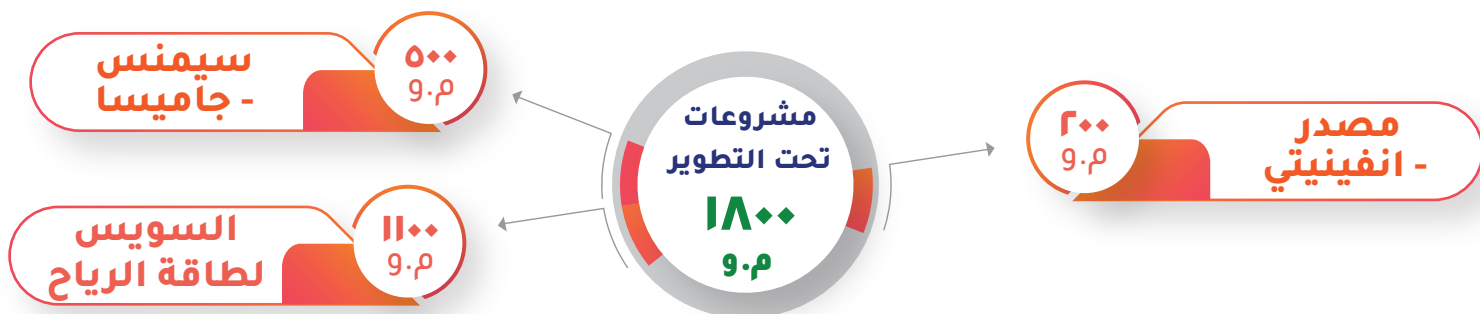 مشروعات
تحت التطوير
١٨٠٠
م.و
مصدر
- انفينيتي
٢٠٠
م.و
سيمنس
- جاميسا
٥٠٠
م.و
السويس
لطاقة الرياح
١١٠٠
م.و